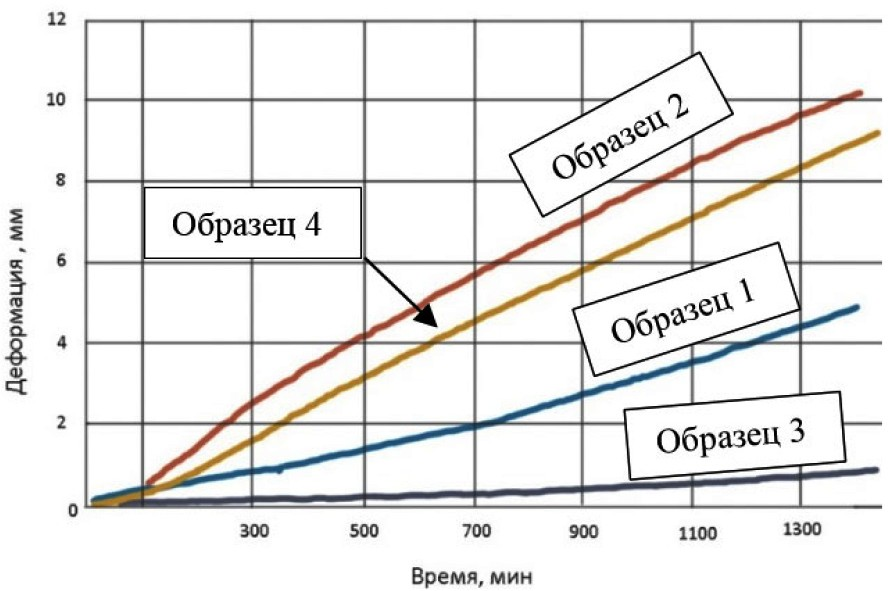 12
10
8
6
4
2
0
Деформация , мм
Образец 2
Образец 4
Образец 1
Образец 3
300 500 700 900 1100 1300
Время, мин